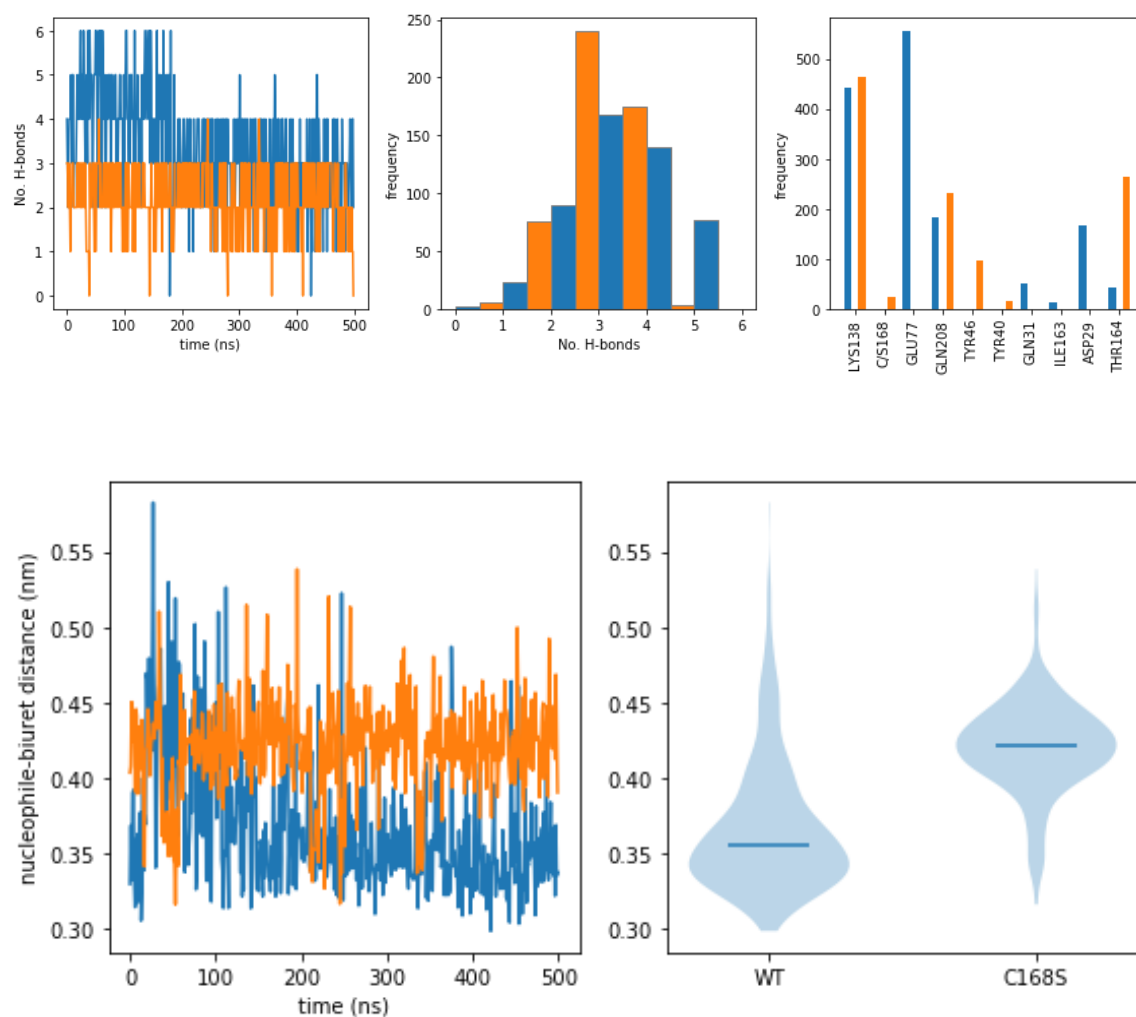 6
5
4
3
2
1
0
No. H-bonds
0 100 200 300 400 500
time (ns)
250
200
150
100
50
0
frequency
0 1 2 3 4 5 6
No. H-bonds
500
400
300
200
100
0
frequency
LYS138
C/S168
GLU77
GLN208
TYR46
TYR40
GLN31
ILE163
ASP29
THR164
0.55
0.50
0.45
0.40
0.35
0.30
nucleophile-biuret distance (nm)
0 100 200 300 400 500
time (ns)
0.55
0.50
0.45
0.40
0.35
0.30
WT C168S